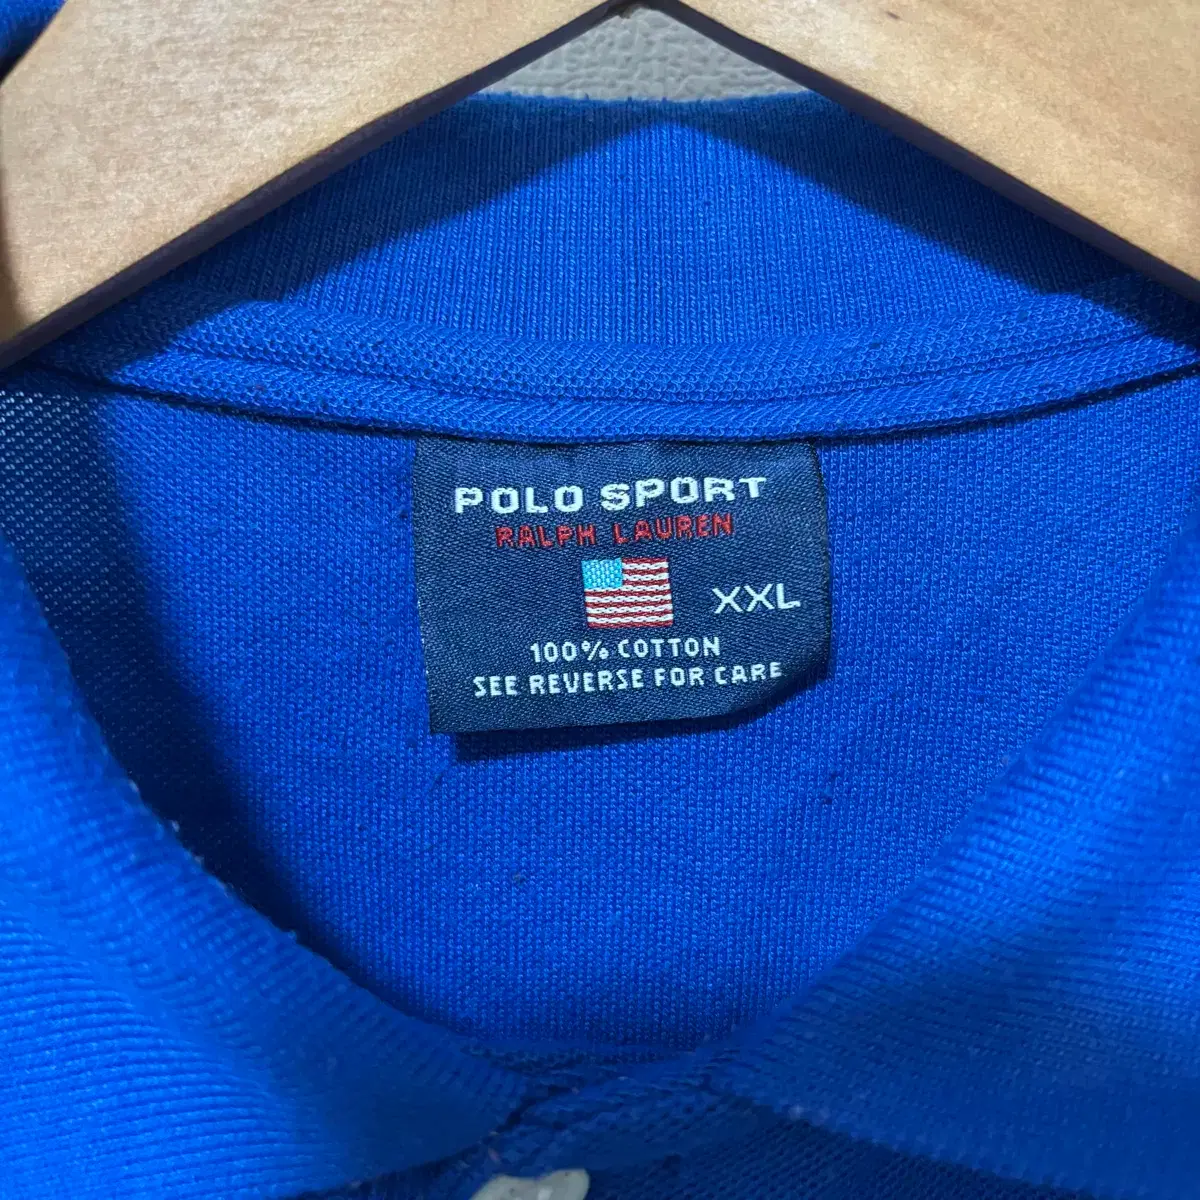 POLO SPORT
RALPH LAUREN
XXL
100% COTTON
SEE REVERSE FOR CARE